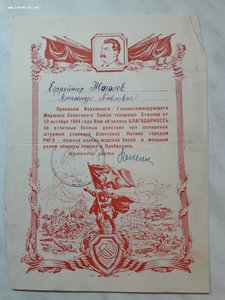 Ефрейтор
Приказом Верховного Главнокомандующего
Маршала Советского Союза товарища Сталина от
13 октября 1944 года Вам объявлена БЛАГОДАРНОСТЬ
за отличные боевые действия при овладении
штурмом столицей Советской Латвии городом
РИГА — важной военно-морской базой и мощным
узлом обороны немцев в Прибалтике.
Командир части